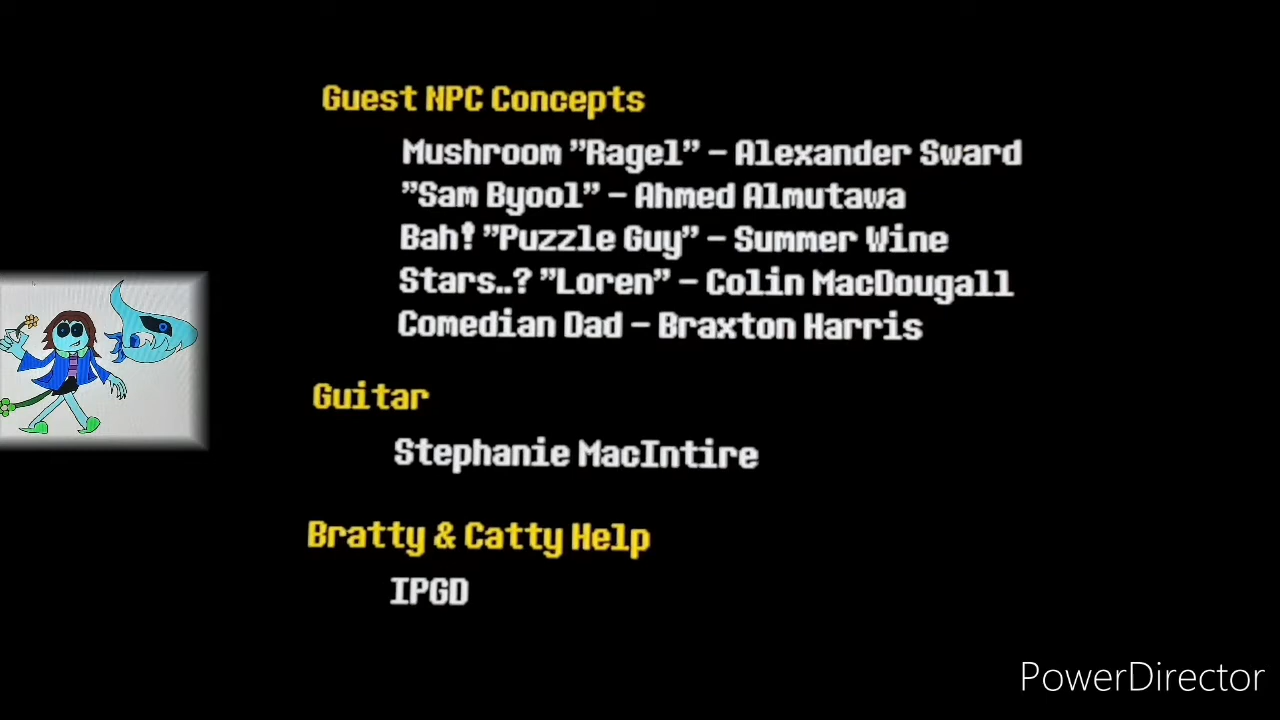 Guest NPC Concepts
Mushroom "Ragel" - Alexander Sward
"Sam Byool" - Ahmed Almutawa
Bah! "Puzzle Guy" - Summer Wine
Stars..? "Loren" - Colin MacDougall
Comedian Dad - Braxton Harris
Guitar
Stephanie MacIntire
Bratty & Catty Help
IPGD
PowerDirector